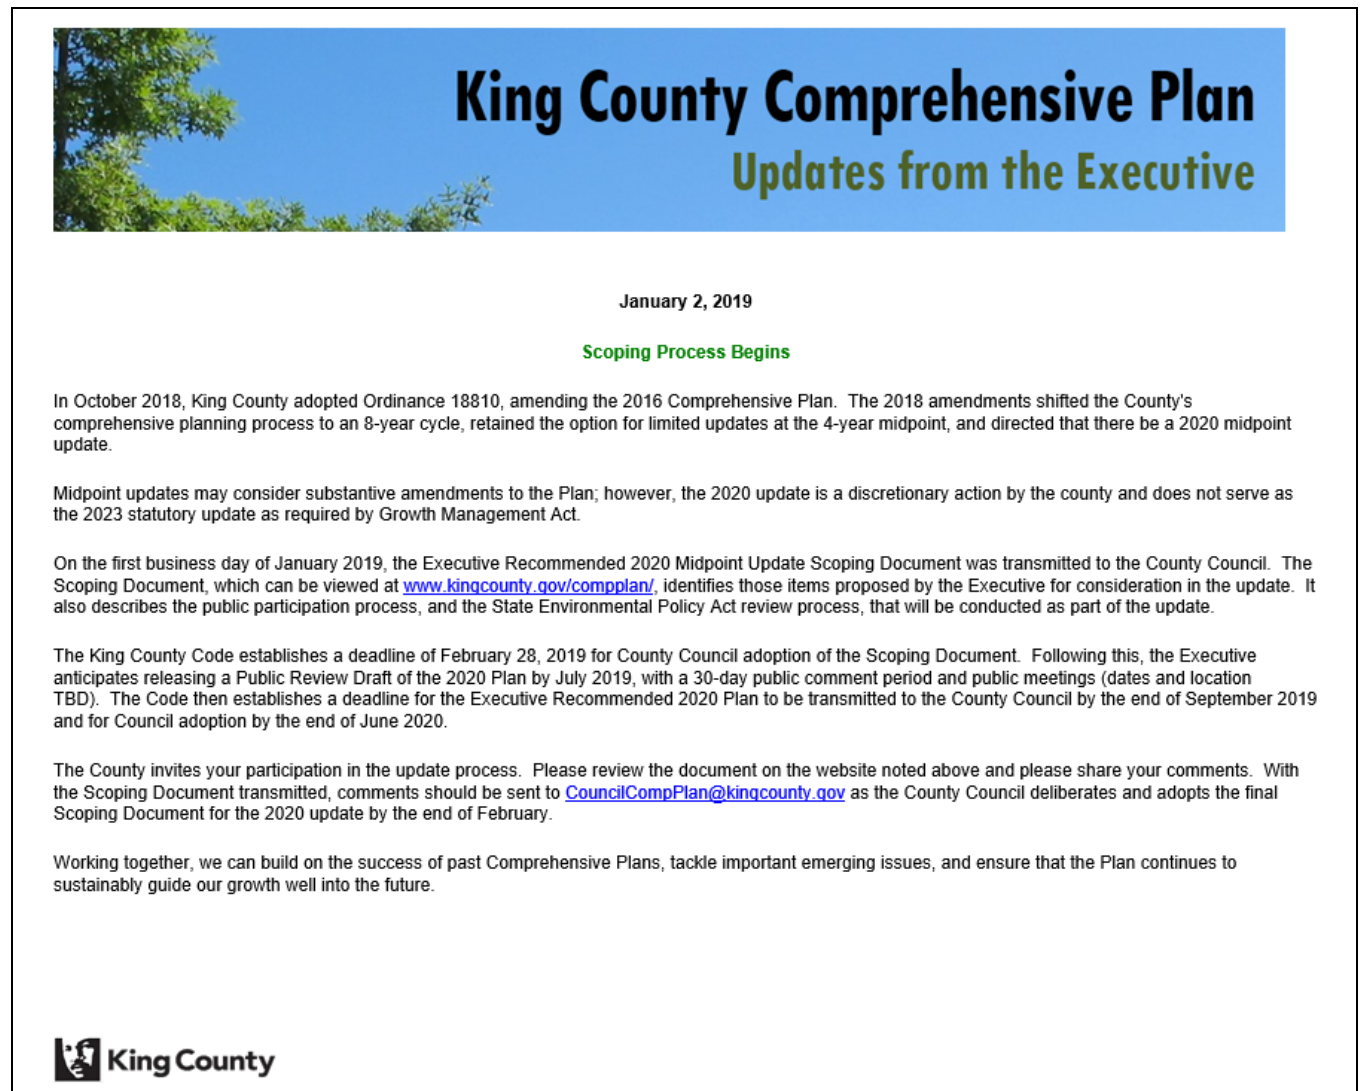 King County Comprehensive Plan
Updates from the Executive
January 2, 2019
Scoping Process Begins
In October 2018, King County adopted Ordinance 18810, amending the 2016 Comprehensive Plan.  The 2018 amendments shifted the County's
comprehensive planning process to an 8-year cycle, retained the option for limited updates at the 4-year midpoint, and directed that there be a 2020 midpoint
update.
Midpoint updates may consider substantive amendments to the Plan; however, the 2020 update is a discretionary action by the county and does not serve as
the 2023 statutory update as required by Growth Management Act.
On the first business day of January 2019, the Executive Recommended 2020 Midpoint Update Scoping Document was transmitted to the County Council.  The
Scoping Document, which can be viewed at www.kingcounty.gov/compplan/, identifies those items proposed by the Executive for consideration in the update.  It
also describes the public participation process, and the State Environmental Policy Act review process, that will be conducted as part of the update.
The King County Code establishes a deadline of February 28, 2019 for County Council adoption of the Scoping Document.  Following this, the Executive
anticipates releasing a Public Review Draft of the 2020 Plan by July 2019, with a 30-day public comment period and public meetings (dates and location
TBD).  The Code then establishes a deadline for the Executive Recommended 2020 Plan to be transmitted to the County Council by the end of September 2019
and for Council adoption by the end of June 2020.
The County invites your participation in the update process.  Please review the document on the website noted above and please share your comments.  With
the Scoping Document transmitted, comments should be sent to CouncilCompPlan@kingcounty.gov as the County Council deliberates and adopts the final
Scoping Document for the 2020 update by the end of February.
Working together, we can build on the success of past Comprehensive Plans, tackle important emerging issues, and ensure that the Plan continues to
sustainably guide our growth well into the future.
King County